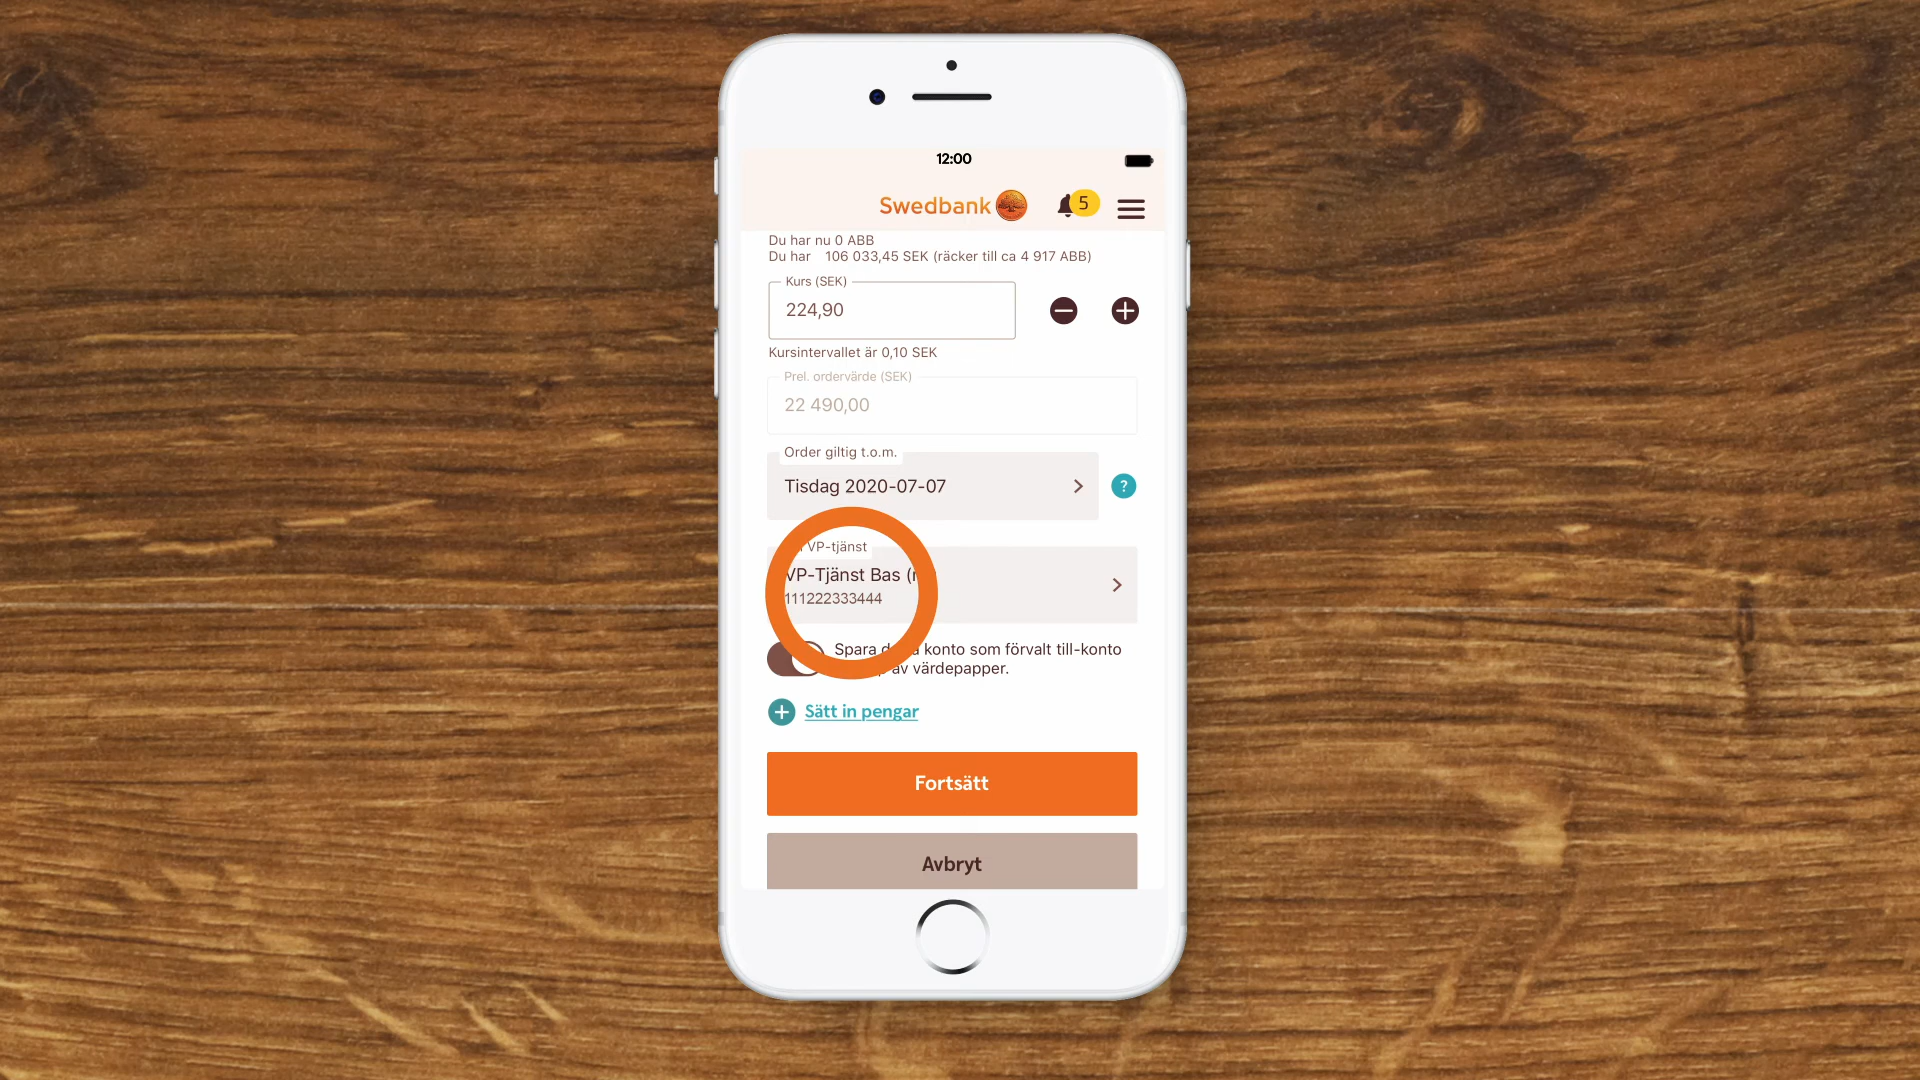 12:00
Swedbank
5
Du har nu 0 ABB
Du har 106 033,45 SEK (räcker till ca 4 917 ABB)
Kurs (SEK)
224,90
Kursintervallet är 0,10 SEK
Prel. ordervärde (SEK)
22 490,00
Order giltig t.o.m.
Tisdag 2020-07-07
?
VP-tjänst
VP-Tjänst Bas
111222333444
Spara konto som förvalt till-konto
av värdepapper.
Sätt in pengar
Fortsätt
Avbryt